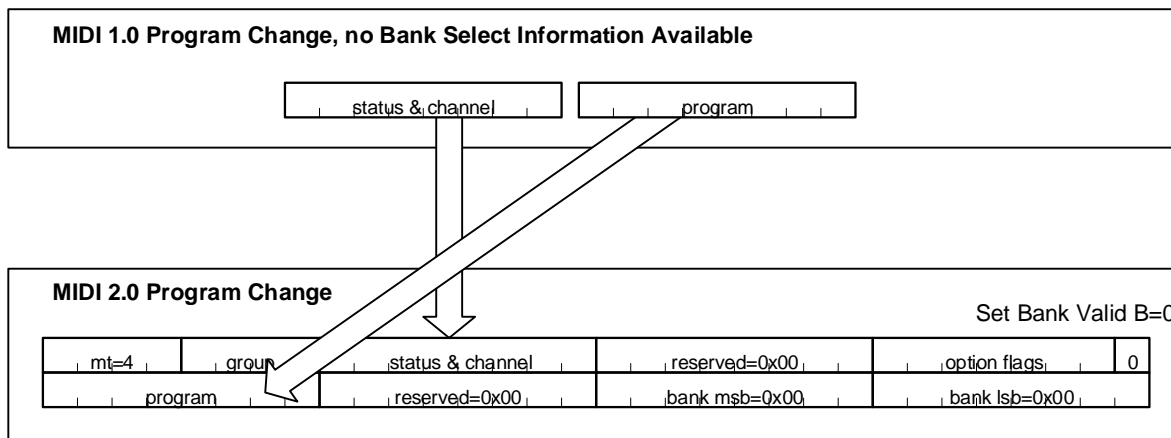 MIDI 1.0 Program Change, no Bank Select Information Available
status & channel program
MIDI 2.0 Program Change
Set Bank Valid B=0
mt=4 group status & channel reserved=0x00 option flags 0
program reserved=0x00 bank msb=0x00 bank lsb=0x00